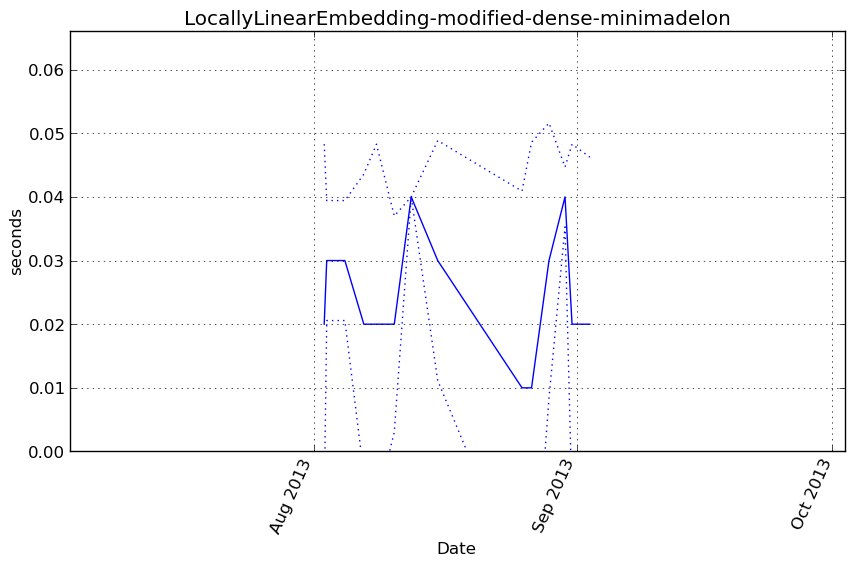 LocallyLinearEmbedding-modified-dense-minimadelon
0.06
0.05
0.04
0.03
0.02
0.01
0.00
seconds
Aug 2013
Sep 2013
Oct 2013
Date